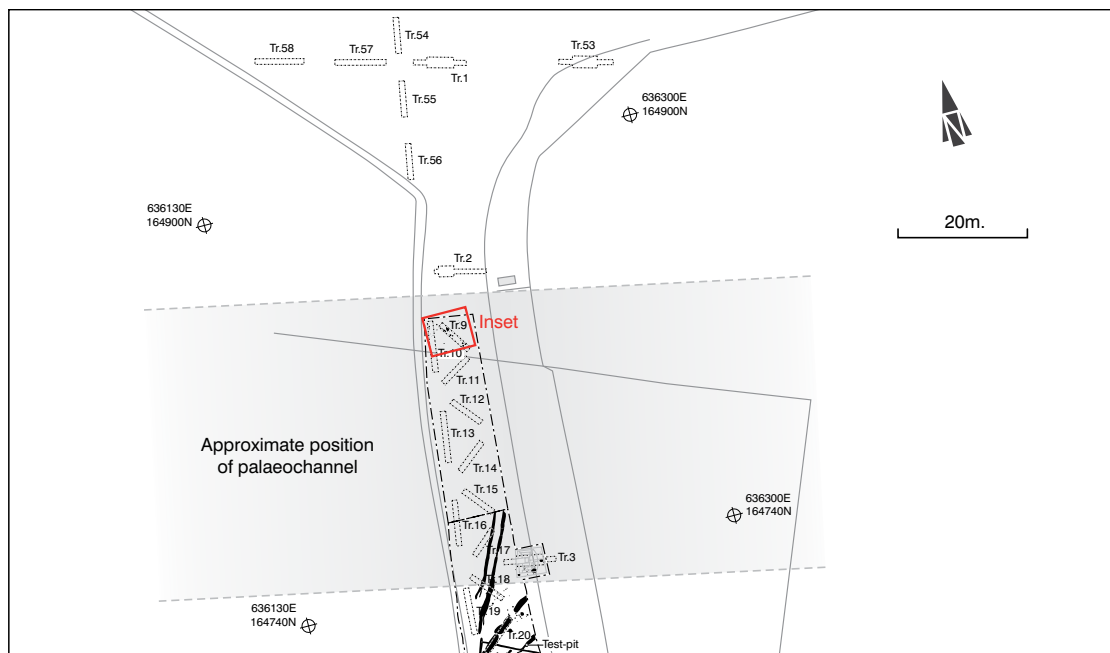 Tr.54
Tr.58
Tr.57
Tr.53
Tr.1
636300E
164900N
Tr.55
Tr.56
636130E
164900N
20m.
Tr.2
Tr.9
Inset
Tr.10
Tr.11
Tr.12
Tr.13
Approximate position
of palaeochannel
Tr.14
Tr.15
636300E
164740N
Tr.16
Tr.17
Tr.3
Tr.18
636130E
164740N
Tr.19
Tr.20
Test-pit